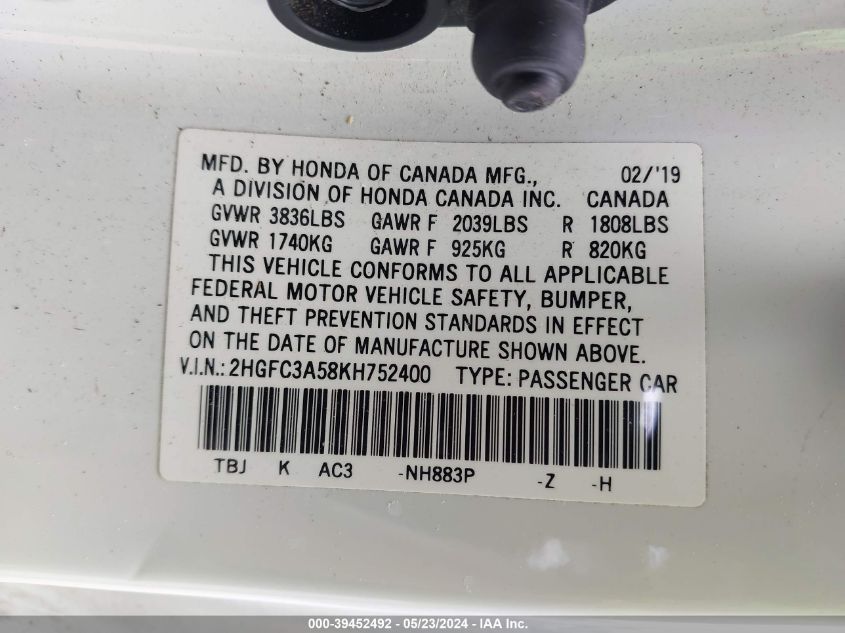 MFD. BY HONDA OF CANADA MFG., 02/'19
A DIVISION OF HONDA CANADA INC. CANADA
GVWR 3836LBS GAWR F 2039LBS R 1808LBS
GVWR 1740KG GAWR F 925KG R 820KG
THIS VEHICLE CONFORMS TO ALL APPLICABLE
FEDERAL MOTOR VEHICLE SAFETY, BUMPER,
AND THEFT PREVENTION STANDARDS IN EFFECT
ON THE DATE OF MANUFACTURE SHOWN ABOVE.
V.I.N.: 2HGFC3A58KH752400 TYPE: PASSENGER CAR
TBJ K AC3 -NH883P -Z -H
000-39452492 - 05/23/2024 - IAA Inc.